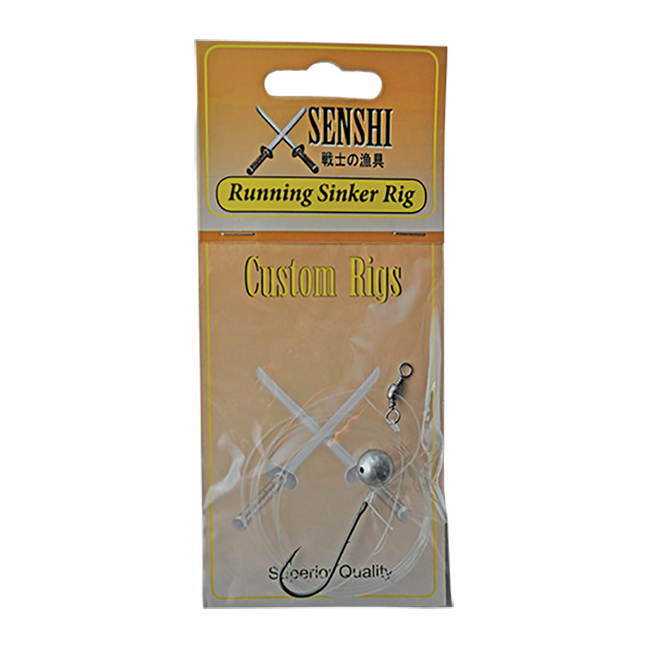 SENSHI
戦士の漁具
Running Sinker Rig
Custom Rigs
Superior Quality